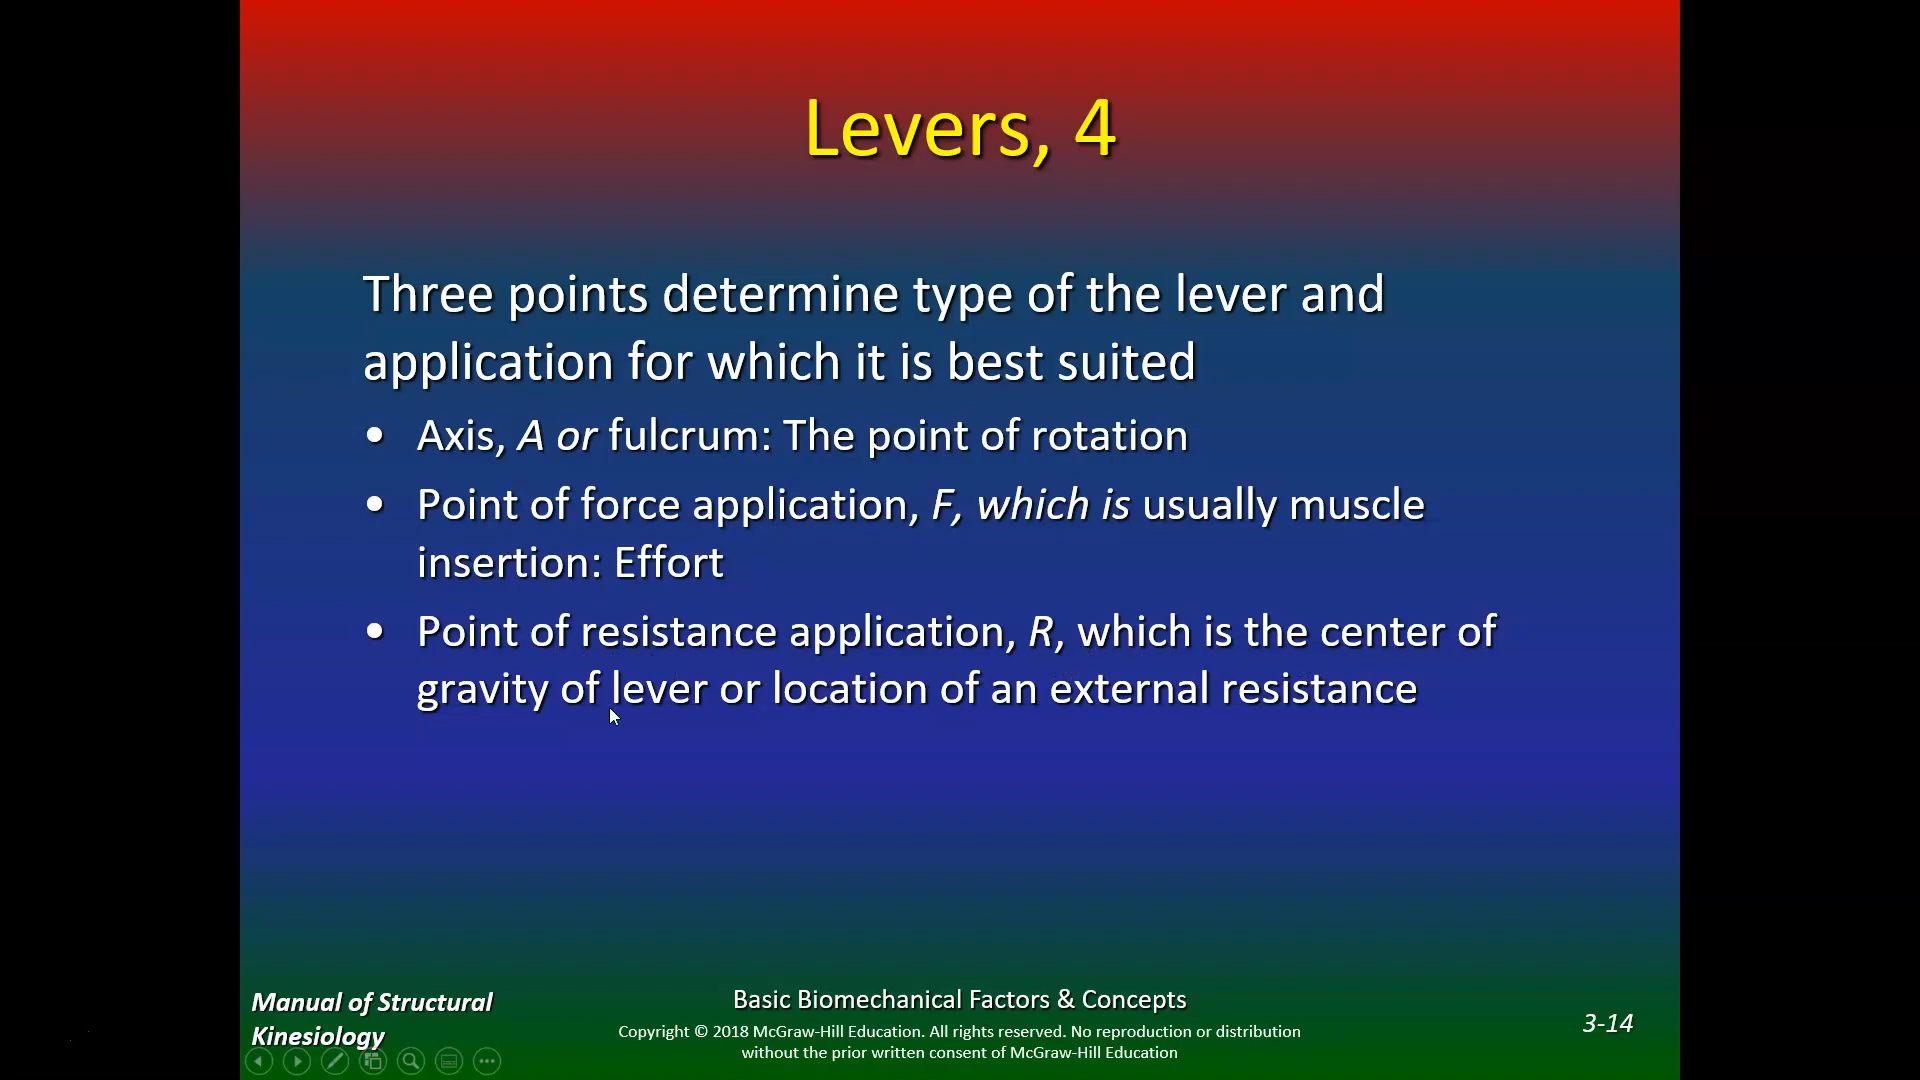 Levers, 4
Three points determine type of the lever and
application for which it is best suited
• Axis, A or fulcrum: The point of rotation
• Point of force application, F, which is usually muscle
insertion: Effort
• Point of resistance application, R, which is the center of
gravity of lever or location of an external resistance
Manual of Structural
Kinesiology
Basic Biomechanical Factors & Concepts
Copyright © 2018 McGraw-Hill Education. All rights reserved. No reproduction or distribution
without the prior written consent of McGraw-Hill Education
3-14